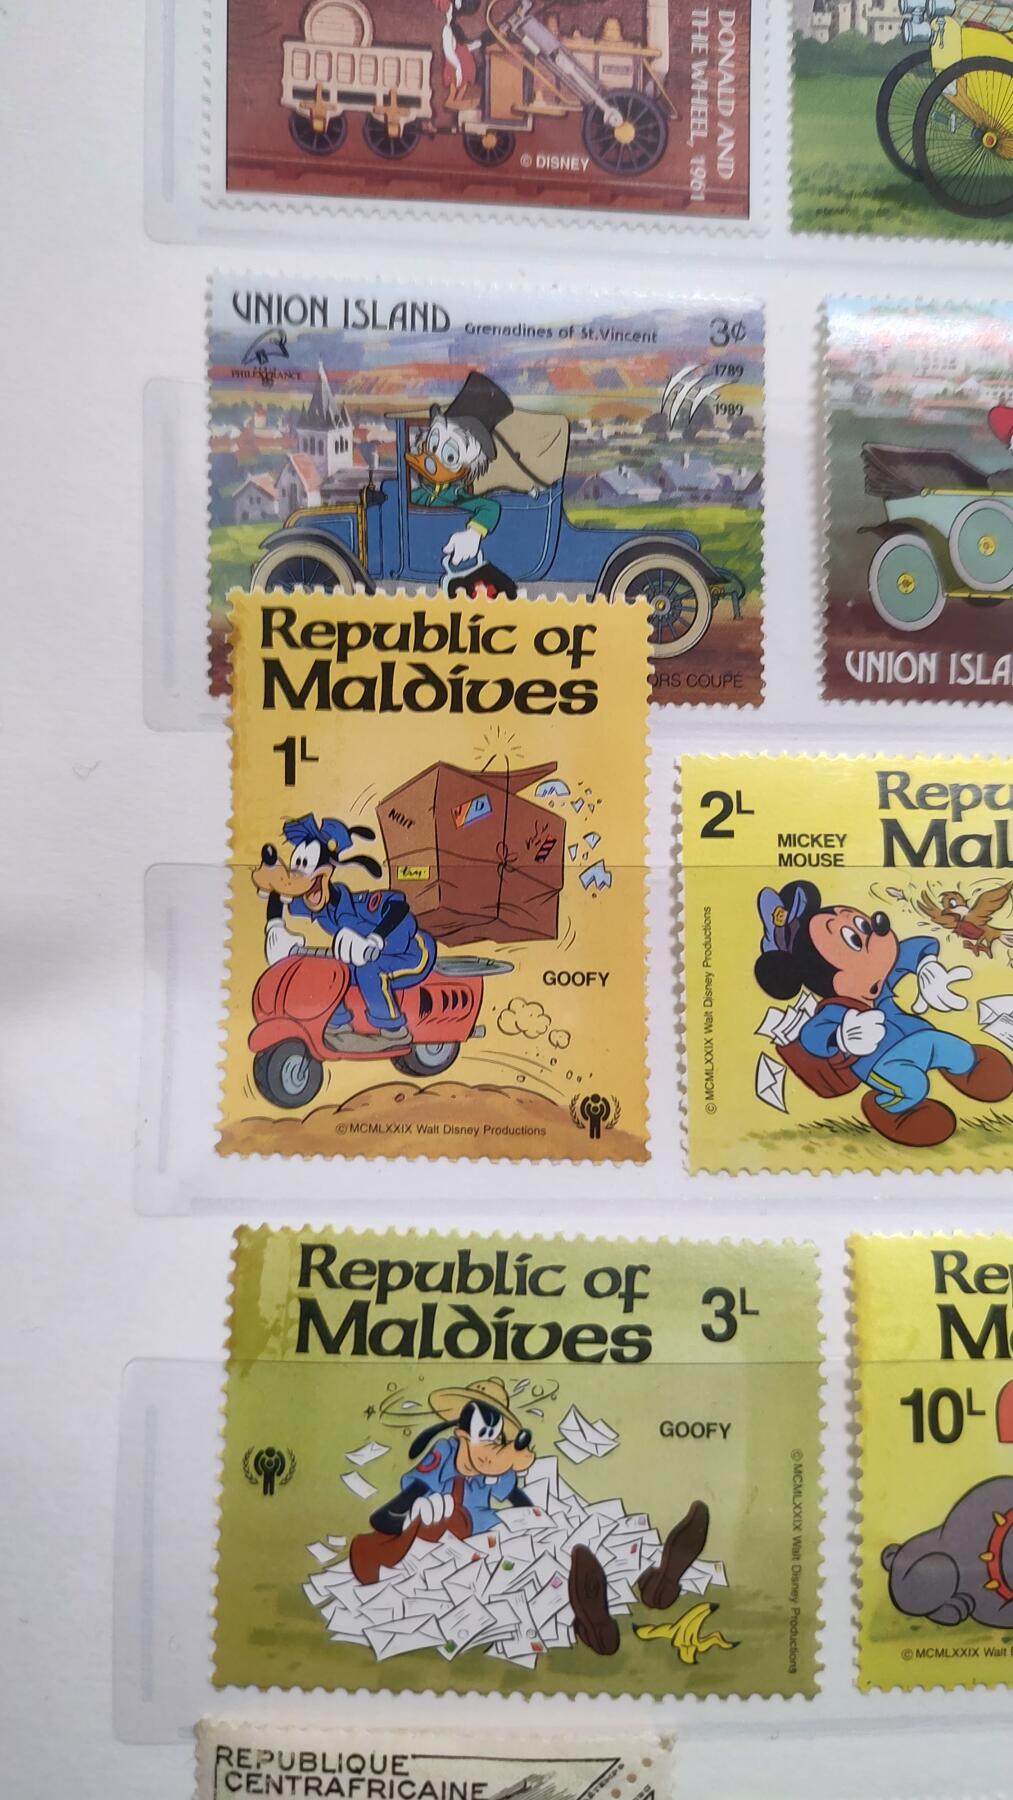 DONALD AND
THE WHEEL, 1961
© DISNEY
UNION ISLAND Grenadines of St.Vincent 3¢
PHILEXFRANCE
1789
1989
ORS COUPÉ
UNION ISLA
Republic of
Maldives
1L
GOOFY
© MCMLXXIX Walt Disney Productions
2L
MICKEY
MOUSE
Repu
Mal
© MCMLXXIX Walt Disney Productions
Republic of
Maldives
3L
GOOFY
© MCMLXXIX Walt Disney Productions
Re
M
10L
© MCMLXXIX Walt
REPUBLIQUE
CENTRAFRICAINE